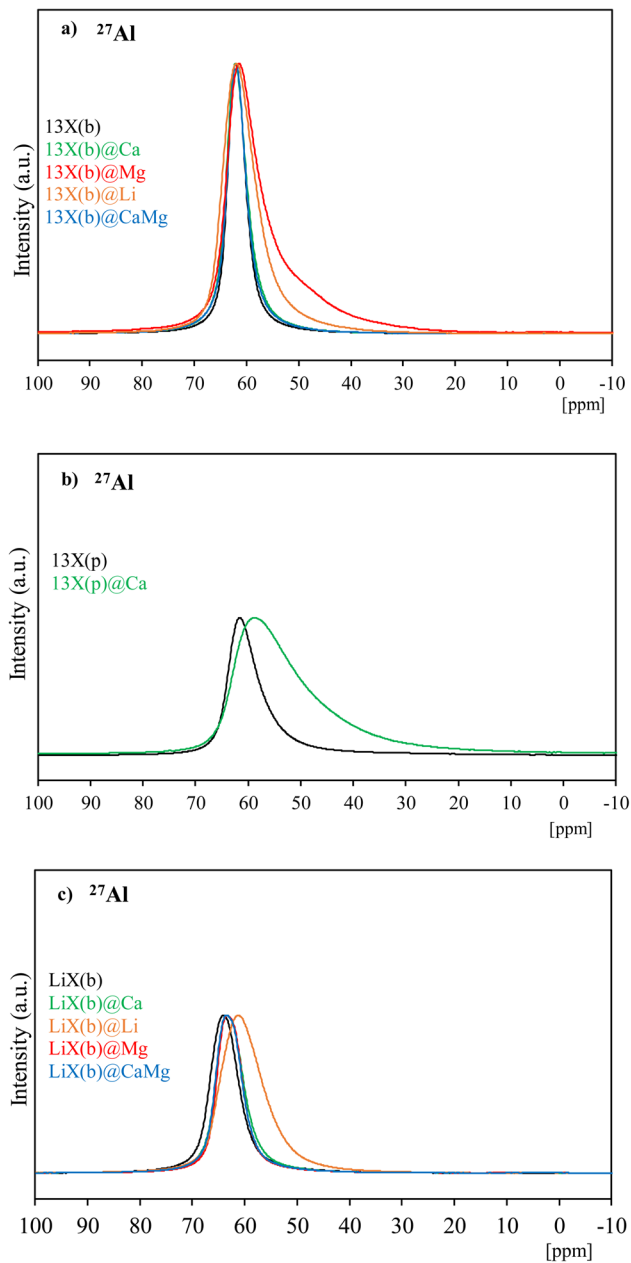 a) ²⁷Al
13X(b)
13X(b)@Ca
13X(b)@Mg
13X(b)@Li
13X(b)@CaMg
Intensity (a.u.)
100 90 80 70 60 50 40 30 20 10 0 -10
[ppm]
b) ²⁷Al
13X(p)
13X(p)@Ca
Intensity (a.u.)
100 90 80 70 60 50 40 30 20 10 0 -10
[ppm]
c) ²⁷Al
LiX(b)
LiX(b)@Ca
LiX(b)@Li
LiX(b)@Mg
LiX(b)@CaMg
Intensity (a.u.)
100 90 80 70 60 50 40 30 20 10 0 -10
[ppm]